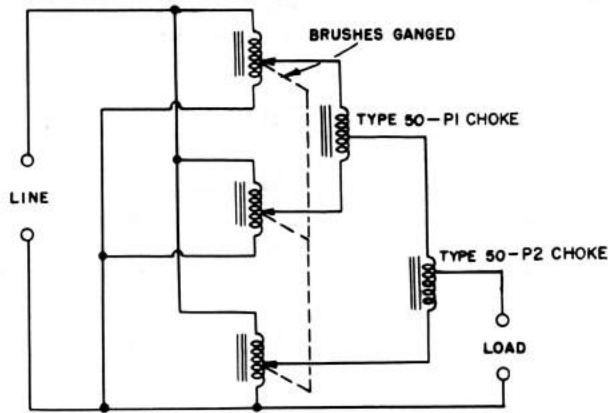 BRUSHES GANGED
TYPE 50-P1 CHOKE
LINE
TYPE 50-P2 CHOKE
LOAD